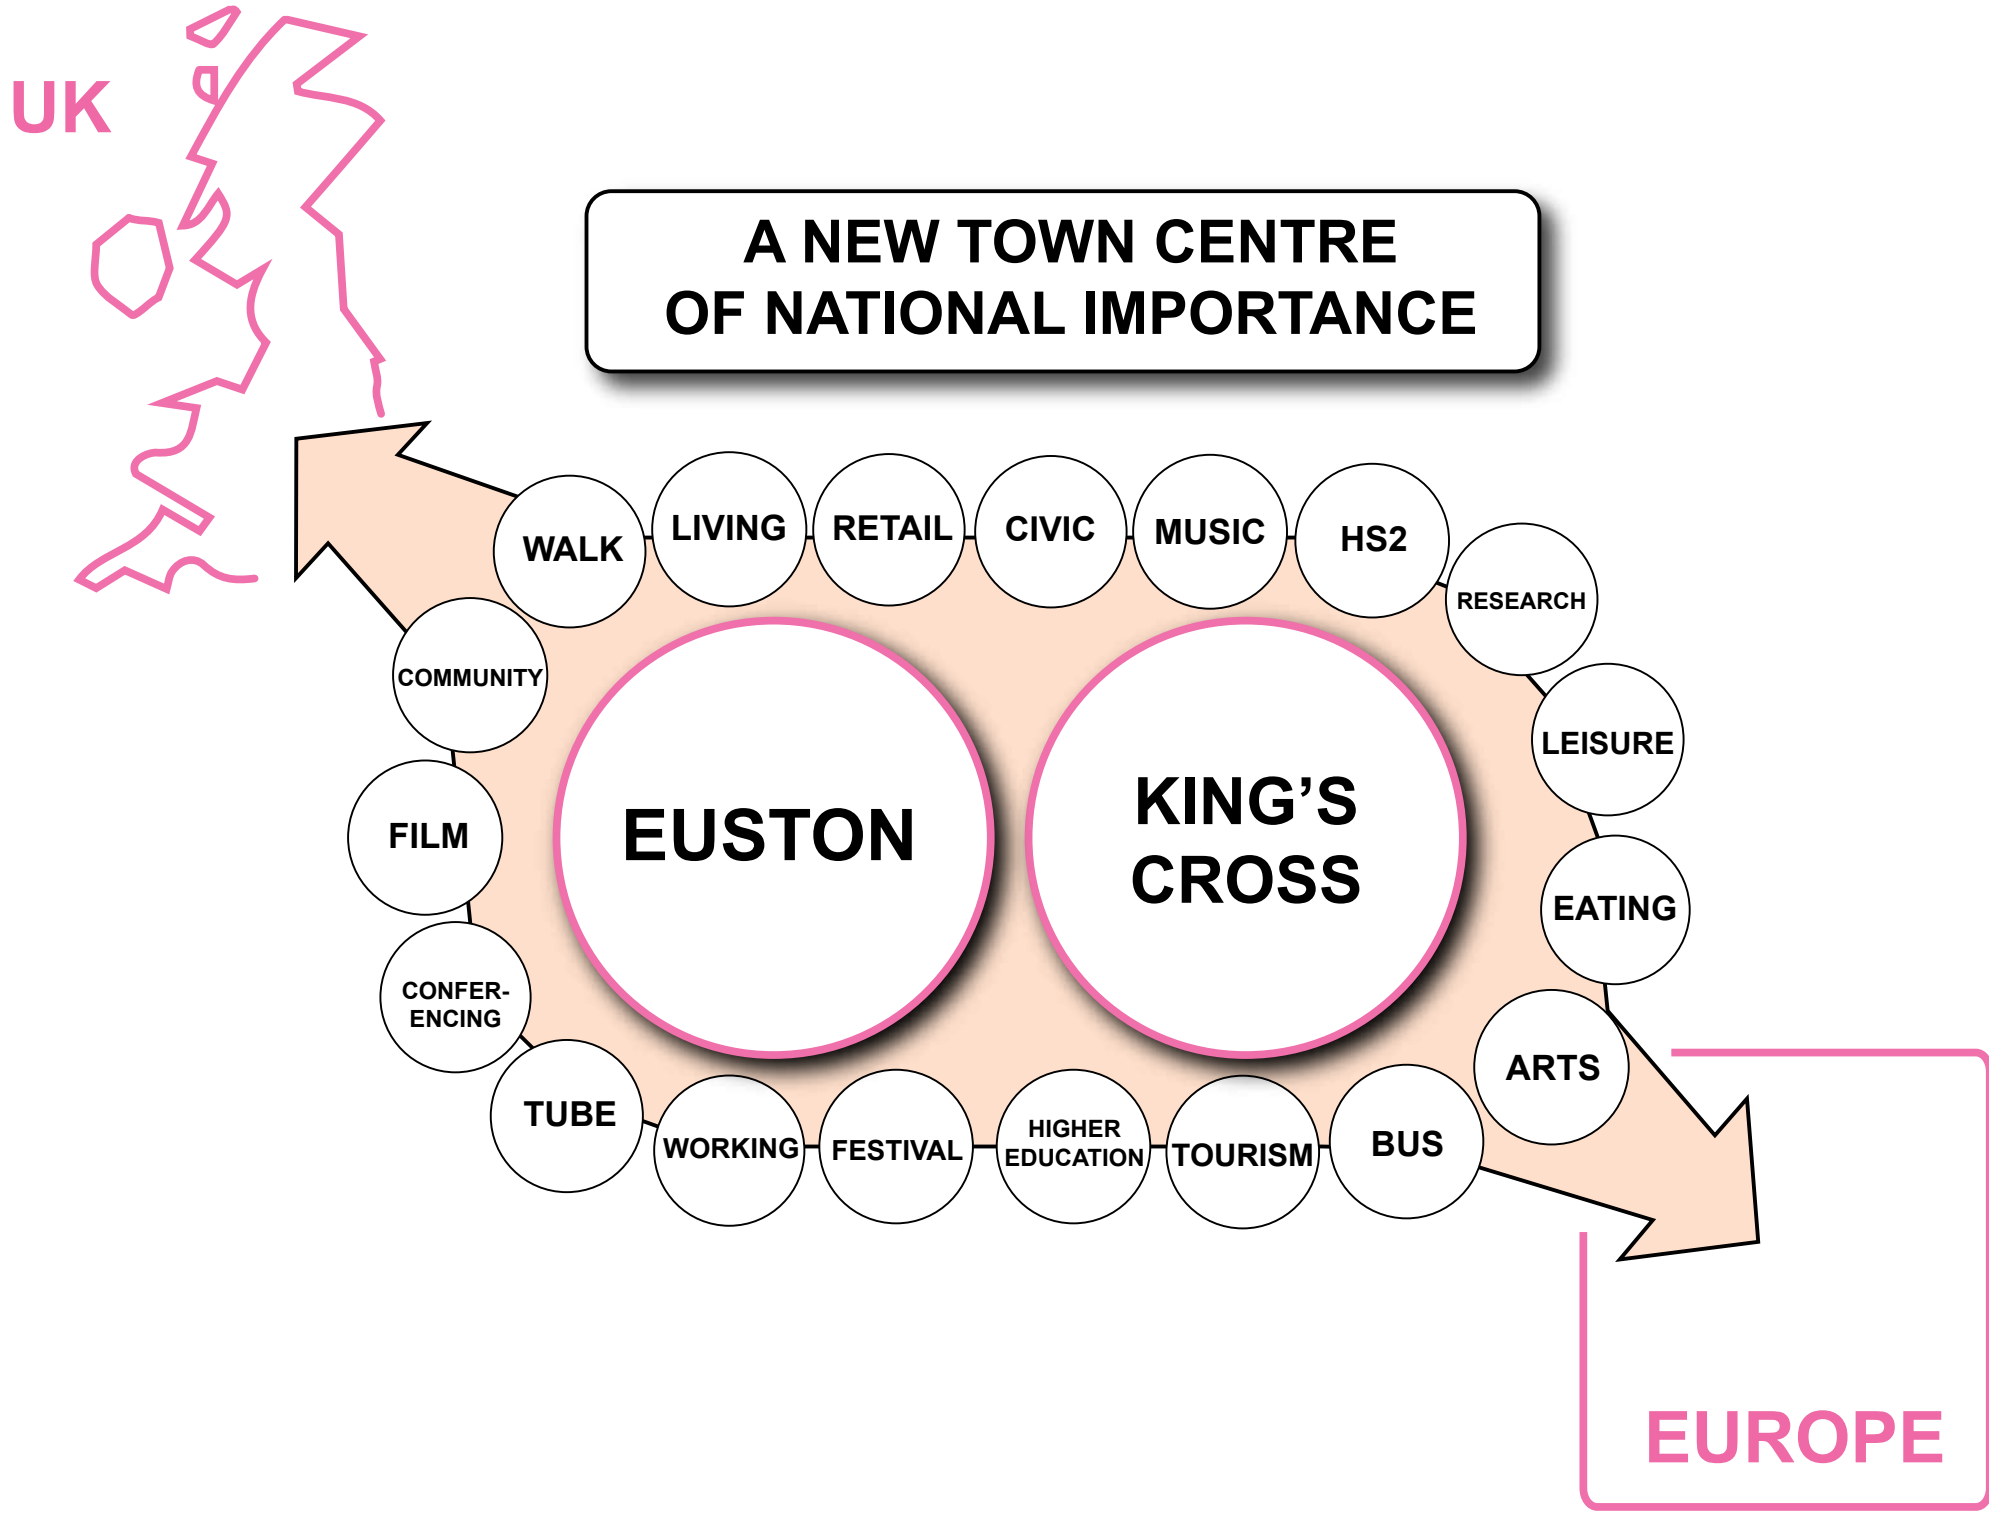 UK
A NEW TOWN CENTRE
OF NATIONAL IMPORTANCE
WALK
LIVING
RETAIL
CIVIC
MUSIC
HS2
RESEARCH
LEISURE
EATING
ARTS
BUS
TOURISM
HIGHER
EDUCATION
FESTIVAL
WORKING
TUBE
CONFER-
ENCING
FILM
COMMUNITY
EUSTON
KING’S
CROSS
EUROPE